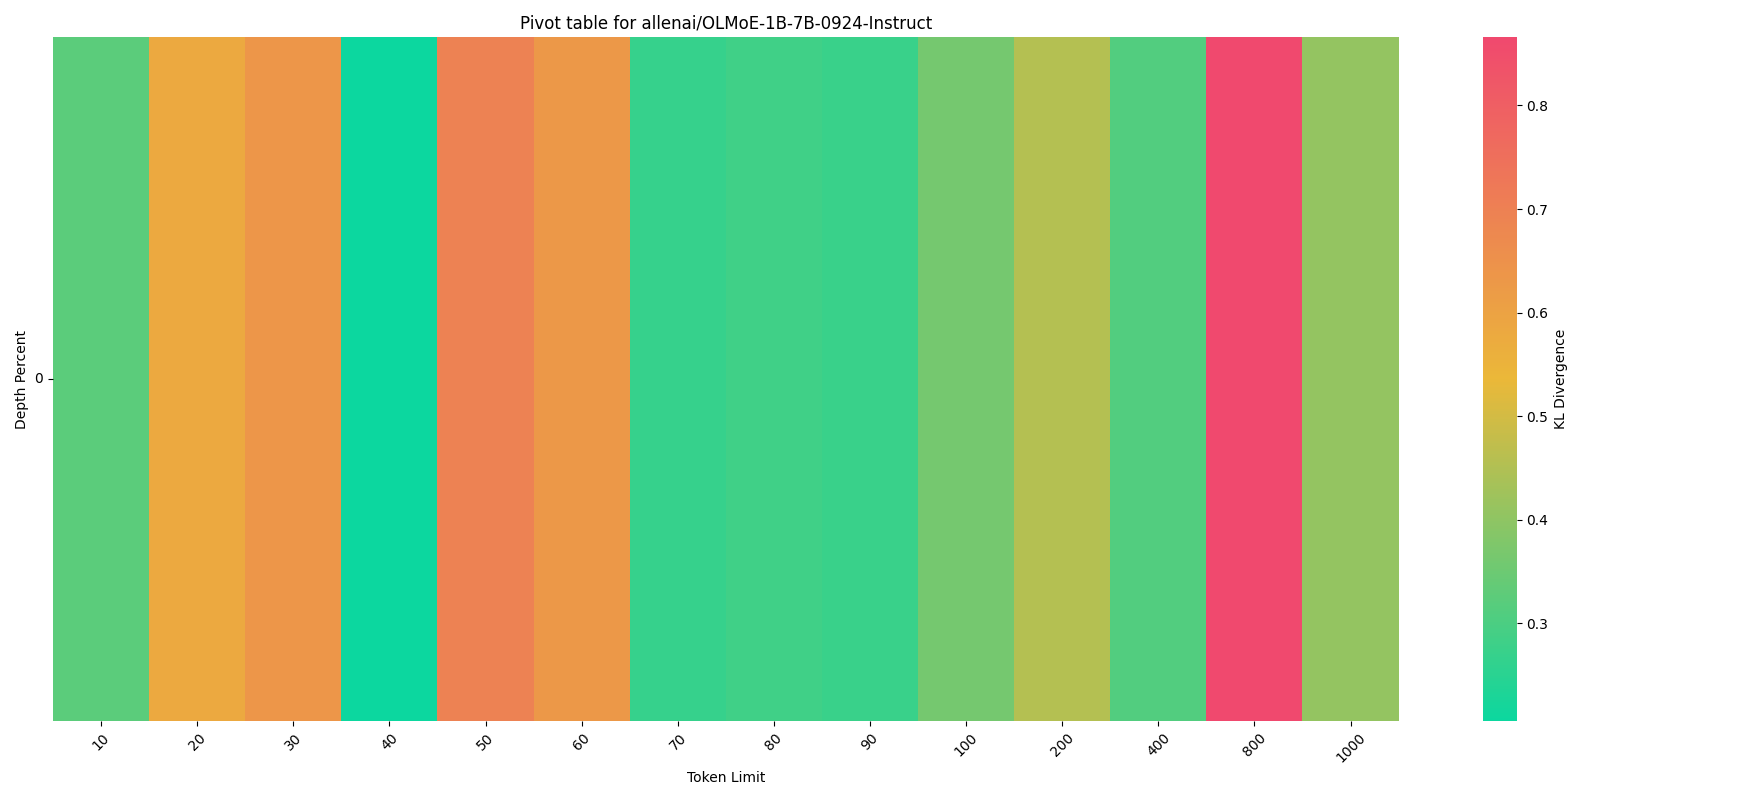 Pivot table for allenai/OLMoE-1B-7B-0924-Instruct
Depth Percent
0
10 20 30 40 50 60 70 80 90 100 200 400 800 1000
Token Limit
0.8
0.7
0.6
0.5
0.4
0.3
KL Divergence